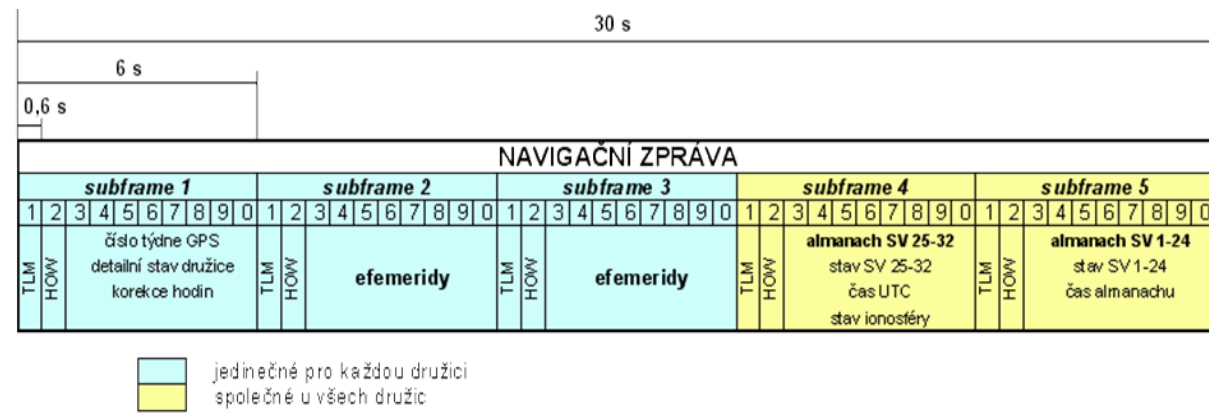 30 s
6 s
0,6 s
NAVIGAČNÍ ZPRÁVA
subframe 1 subframe 2 subframe 3 subframe 4 subframe 5
1 2 3 4 5 6 7 8 9 0 1 2 3 4 5 6 7 8 9 0 1 2 3 4 5 6 7 8 9 0 1 2 3 4 5 6 7 8 9 0 1 2 3 4 5 6 7 8 9 0
TLM
HOW
číslo týdne GPS
detailní stav družice
korekce hodin
TLM
HOW
efemeridy
TLM
HOW
efemeridy
TLM
HOW
almanach SV 25-32
stav SV 25-32
čas UTC
stav ionosféry
TLM
HOW
almanach SV 1-24
stav SV 1-24
čas almanachu
jedinečné pro každou družici
společné u všech družic